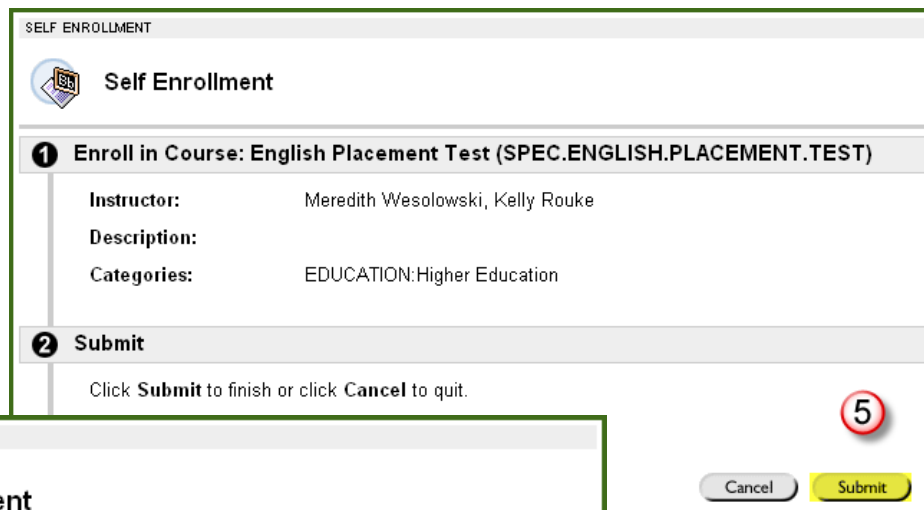 SELF ENROLLMENT
Self Enrollment
1 Enroll in Course: English Placement Test (SPEC.ENGLISH.PLACEMENT.TEST)
Instructor: Meredith Wesolowski, Kelly Rouke
Description:
Categories: EDUCATION:Higher Education
2 Submit
Click Submit to finish or click Cancel to quit.
5
Cancel Submit
ent